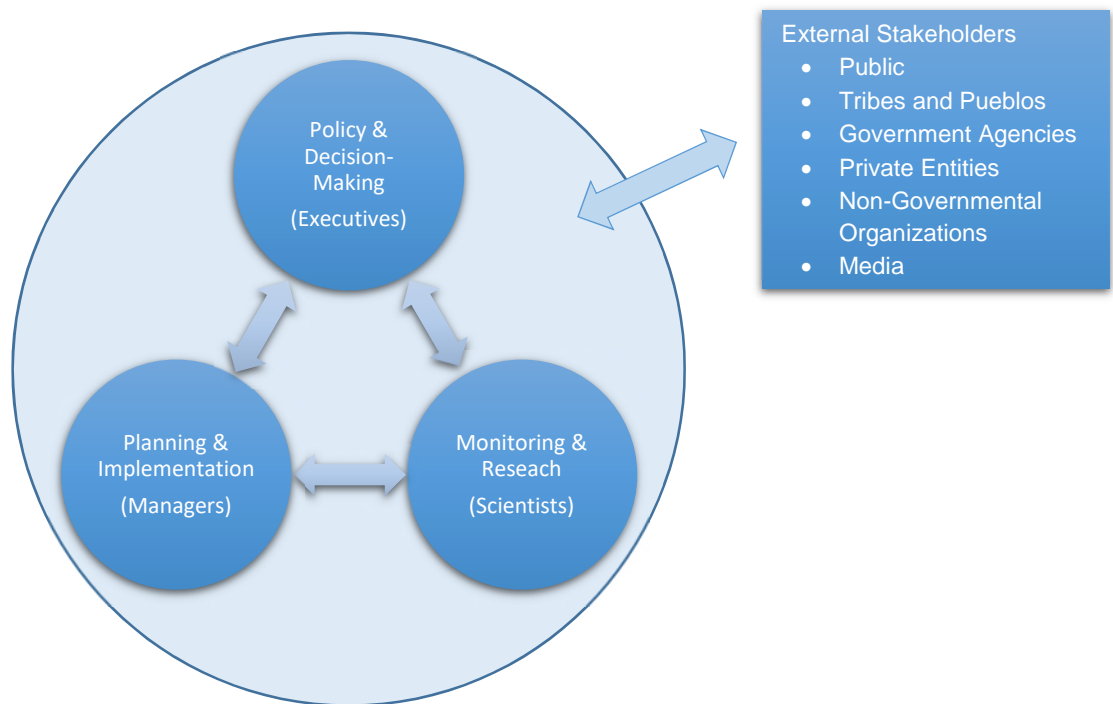 External Stakeholders
• Public
• Tribes and Pueblos
• Government Agencies
• Private Entities
• Non-Governmental
Organizations
• Media
Policy &
Decision-
Making
(Executives)
Planning &
Implementation
(Managers)
Monitoring &
Reseach
(Scientists)